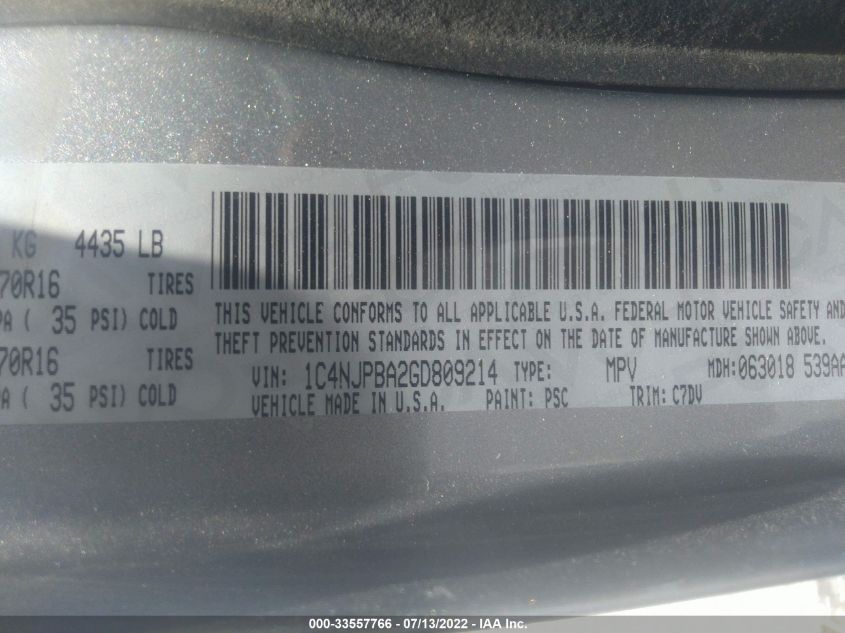 KG 4435 LB
70R16 TIRES
PA ( 35 PSI) COLD
70R16 TIRES
PA ( 35 PSI) COLD
THIS VEHICLE CONFORMS TO ALL APPLICABLE U.S.A. FEDERAL MOTOR VEHICLE SAFETY AND
THEFT PREVENTION STANDARDS IN EFFECT ON THE DATE OF MANUFACTURE SHOWN ABOVE.
VIN: 1C4NJPBA2GD809214 TYPE: MPV MDH: 063018 539AA
VEHICLE MADE IN U.S.A. PAINT: PSC TRIM: C7DV
000-33557766 - 07/13/2022 - IAA Inc.